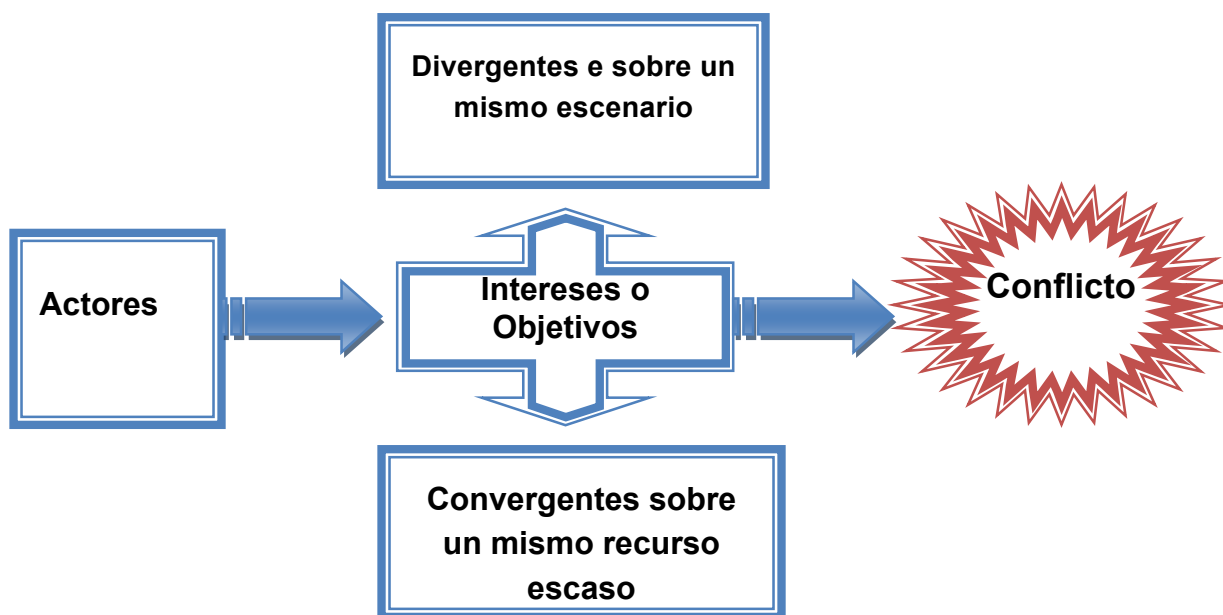 Divergentes e sobre un
mismo escenario
Actores
Intereses o
Objetivos
Conflicto
Convergentes sobre
un mismo recurso
escaso